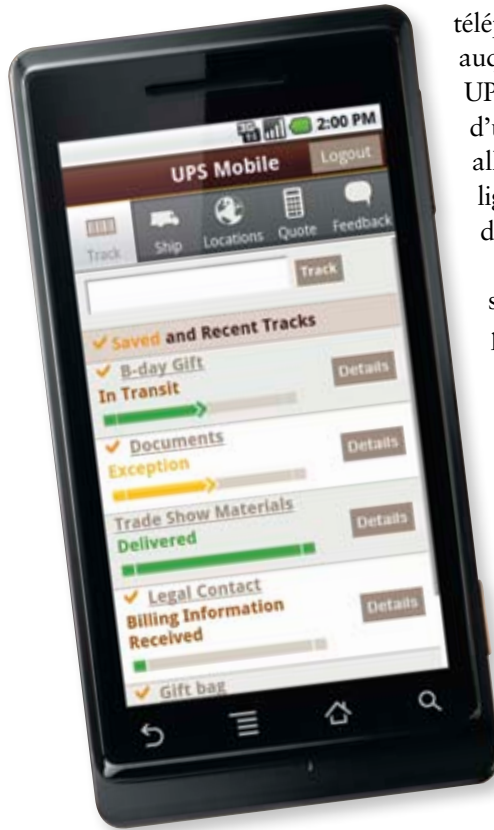 2:00 PM
UPS Mobile Logout
Track Ship Locations Quote Feedback
Track
Saved and Recent Tracks
B-day Gift
In Transit
Details
Documents
Exception
Details
Trade Show Materials
Delivered
Details
Legal Contact
Billing Information
Received
Details
Gift bag
télép
UP
d'u
all
lig
d
s